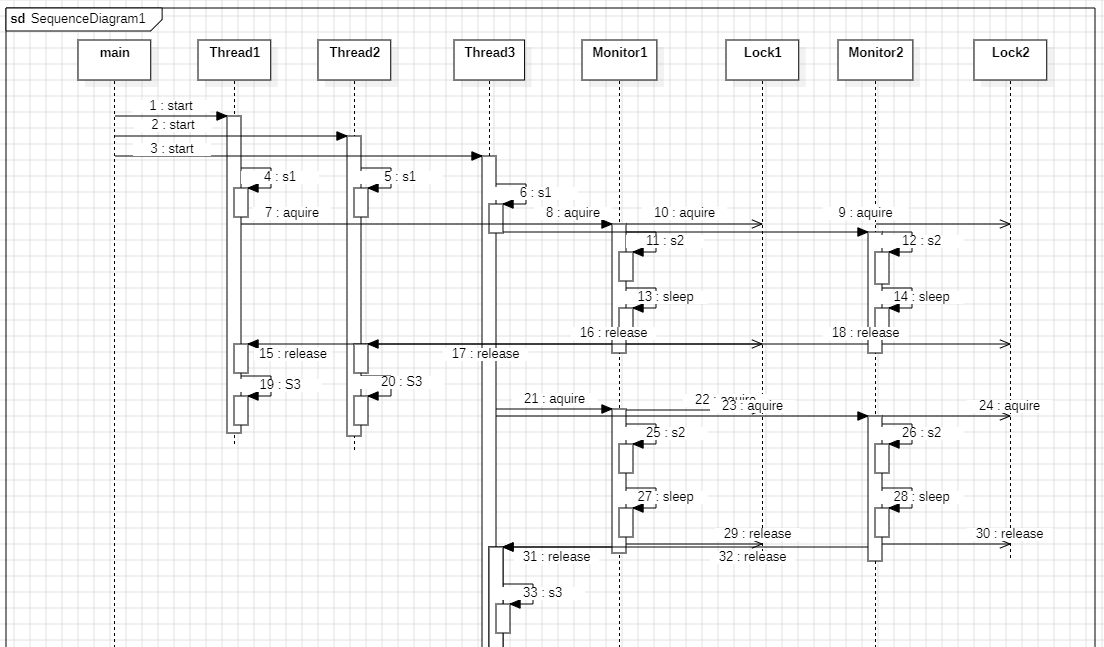 sd SequenceDiagram1
main
Thread1
Thread2
Thread3
Monitor1
Lock1
Monitor2
Lock2
1 : start
2 : start
3 : start
4 : s1
5 : s1
6 : s1
7 : aquire
8 : aquire
10 : aquire
9 : aquire
11 : s2
12 : s2
13 : sleep
14 : sleep
16 : release
18 : release
15 : release
17 : release
19 : S3
20 : S3
21 : aquire
22 : aquire
23 : aquire
24 : aquire
25 : s2
26 : s2
27 : sleep
28 : sleep
29 : release
30 : release
31 : release
32 : release
33 : s3